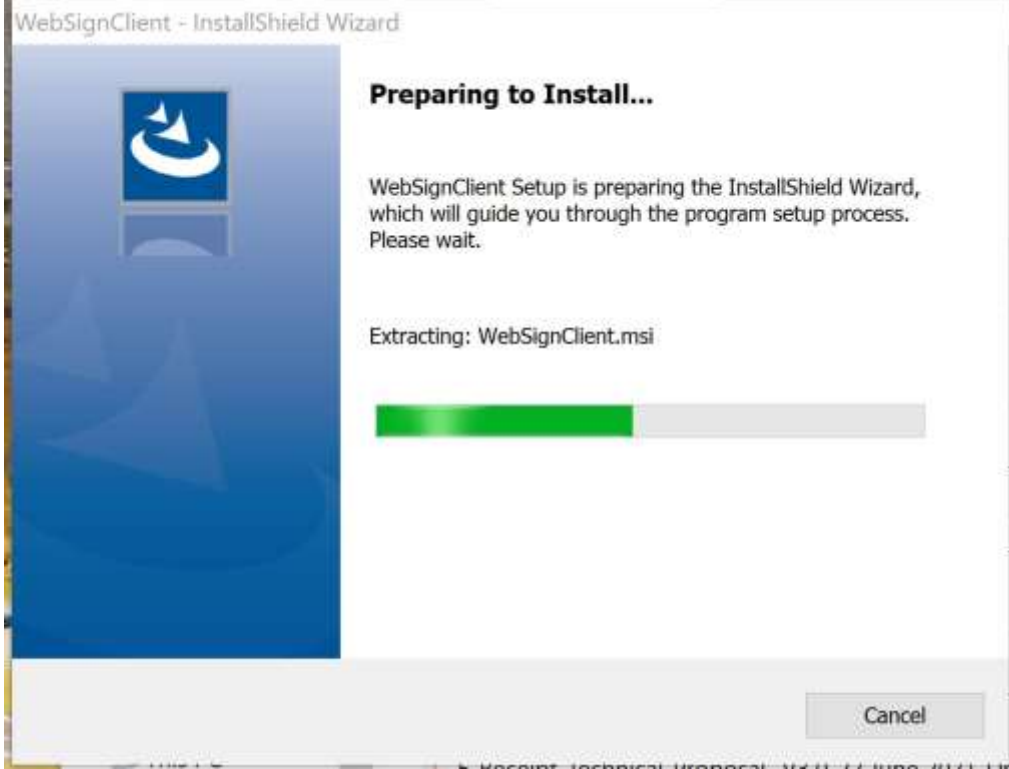 WebSignClient - InstallShield Wizard
Preparing to Install...
WebSignClient Setup is preparing the InstallShield Wizard,
which will guide you through the program setup process.
Please wait.
Extracting: WebSignClient.msi
Cancel